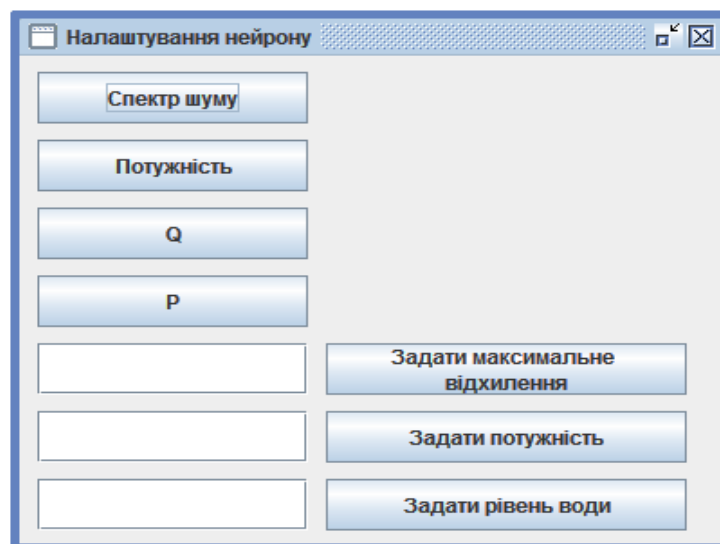 Налаштування нейрону
Спектр шуму
Потужність
Q
P
Задати максимальне
відхилення
Задати потужність
Задати рівень води